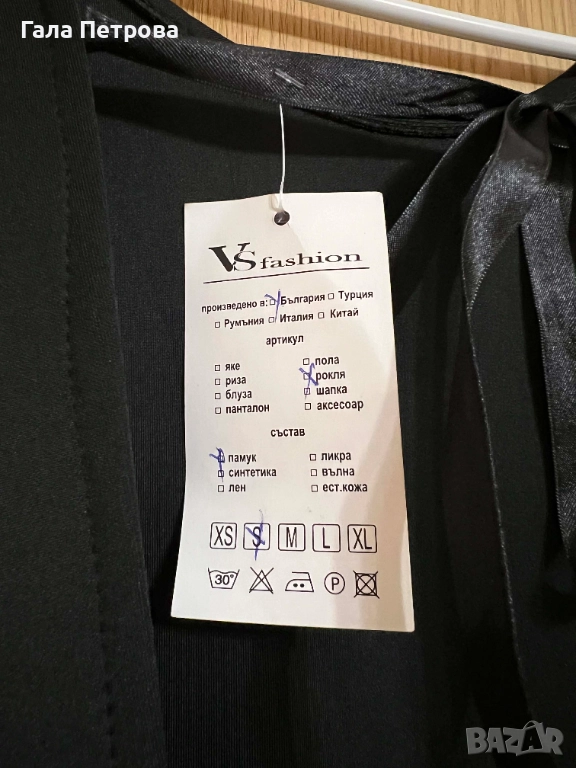 Гала Петрова
VS fashion
произведено в: □ България □ Турция
□ Румъния □ Италия □ Китай
артикул
□ яке □ пола
□ риза □ рокля
□ блуза □ шапка
□ панталон □ аксесоар
състав
□ памук □ ликра
□ синтетика □ вълна
□ лен □ ест.кожа
XS S M L XL
30° P
BAZAR